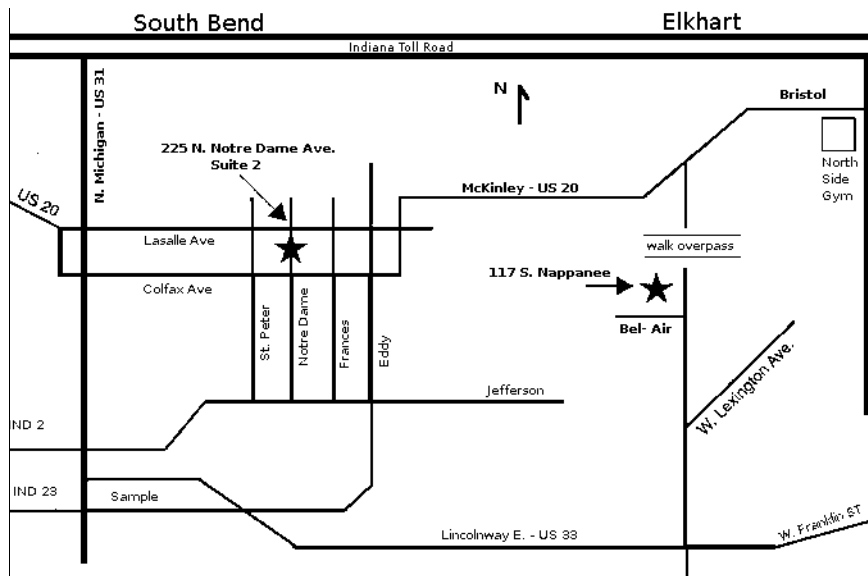 South Bend
Elkhart
Indiana Toll Road
N. Michigan - US 31
N
Bristol
225 N. Notre Dame Ave.
Suite 2
McKinley - US 20
North
Side
Gym
US 20
Lasalle Ave
walk overpass
117 S. Nappanee
Colfax Ave
St. Peter
Notre Dame
Frances
Eddy
Bel- Air
W. Lexington Ave.
Jefferson
ND 2
IND 23
Sample
Lincolnway E. - US 33
W. Franklin ST